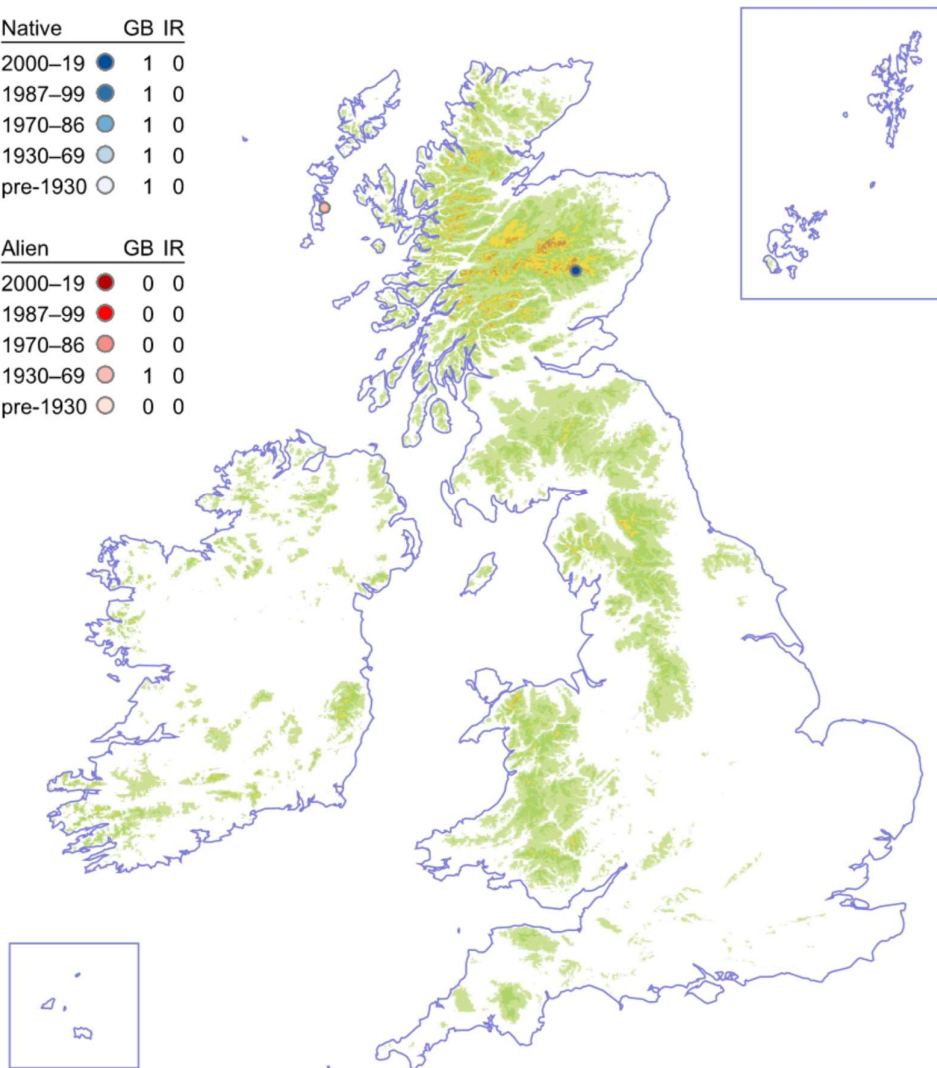 Native GB IR
2000–19 1 0
1987–99 1 0
1970–86 1 0
1930–69 1 0
pre-1930 1 0
Alien GB IR
2000–19 0 0
1987–99 0 0
1970–86 0 0
1930–69 1 0
pre-1930 0 0